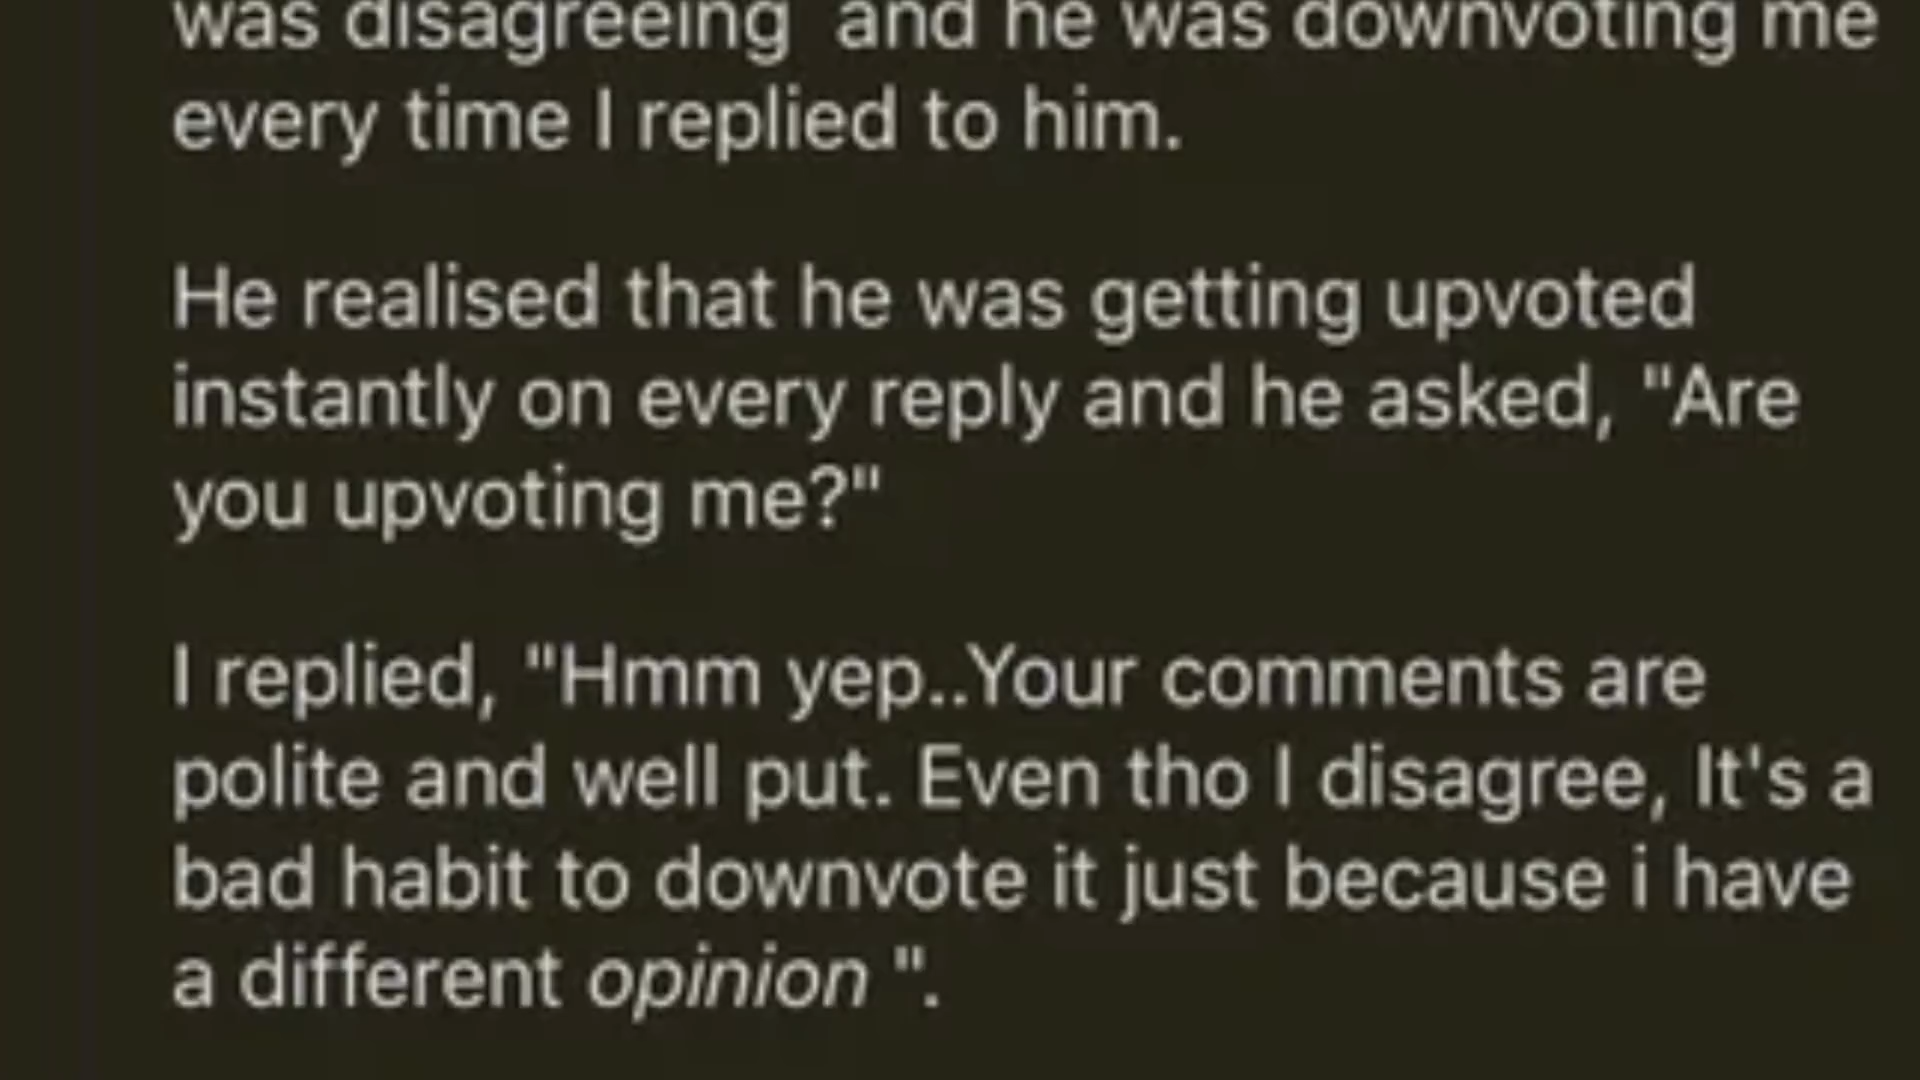 was disagreeing  and he was downvoting me
every time I replied to him.
He realised that he was getting upvoted
instantly on every reply and he asked, "Are
you upvoting me?"
I replied, "Hmm yep..Your comments are
polite and well put. Even tho I disagree, It's a
bad habit to downvote it just because i have
a different opinion ".